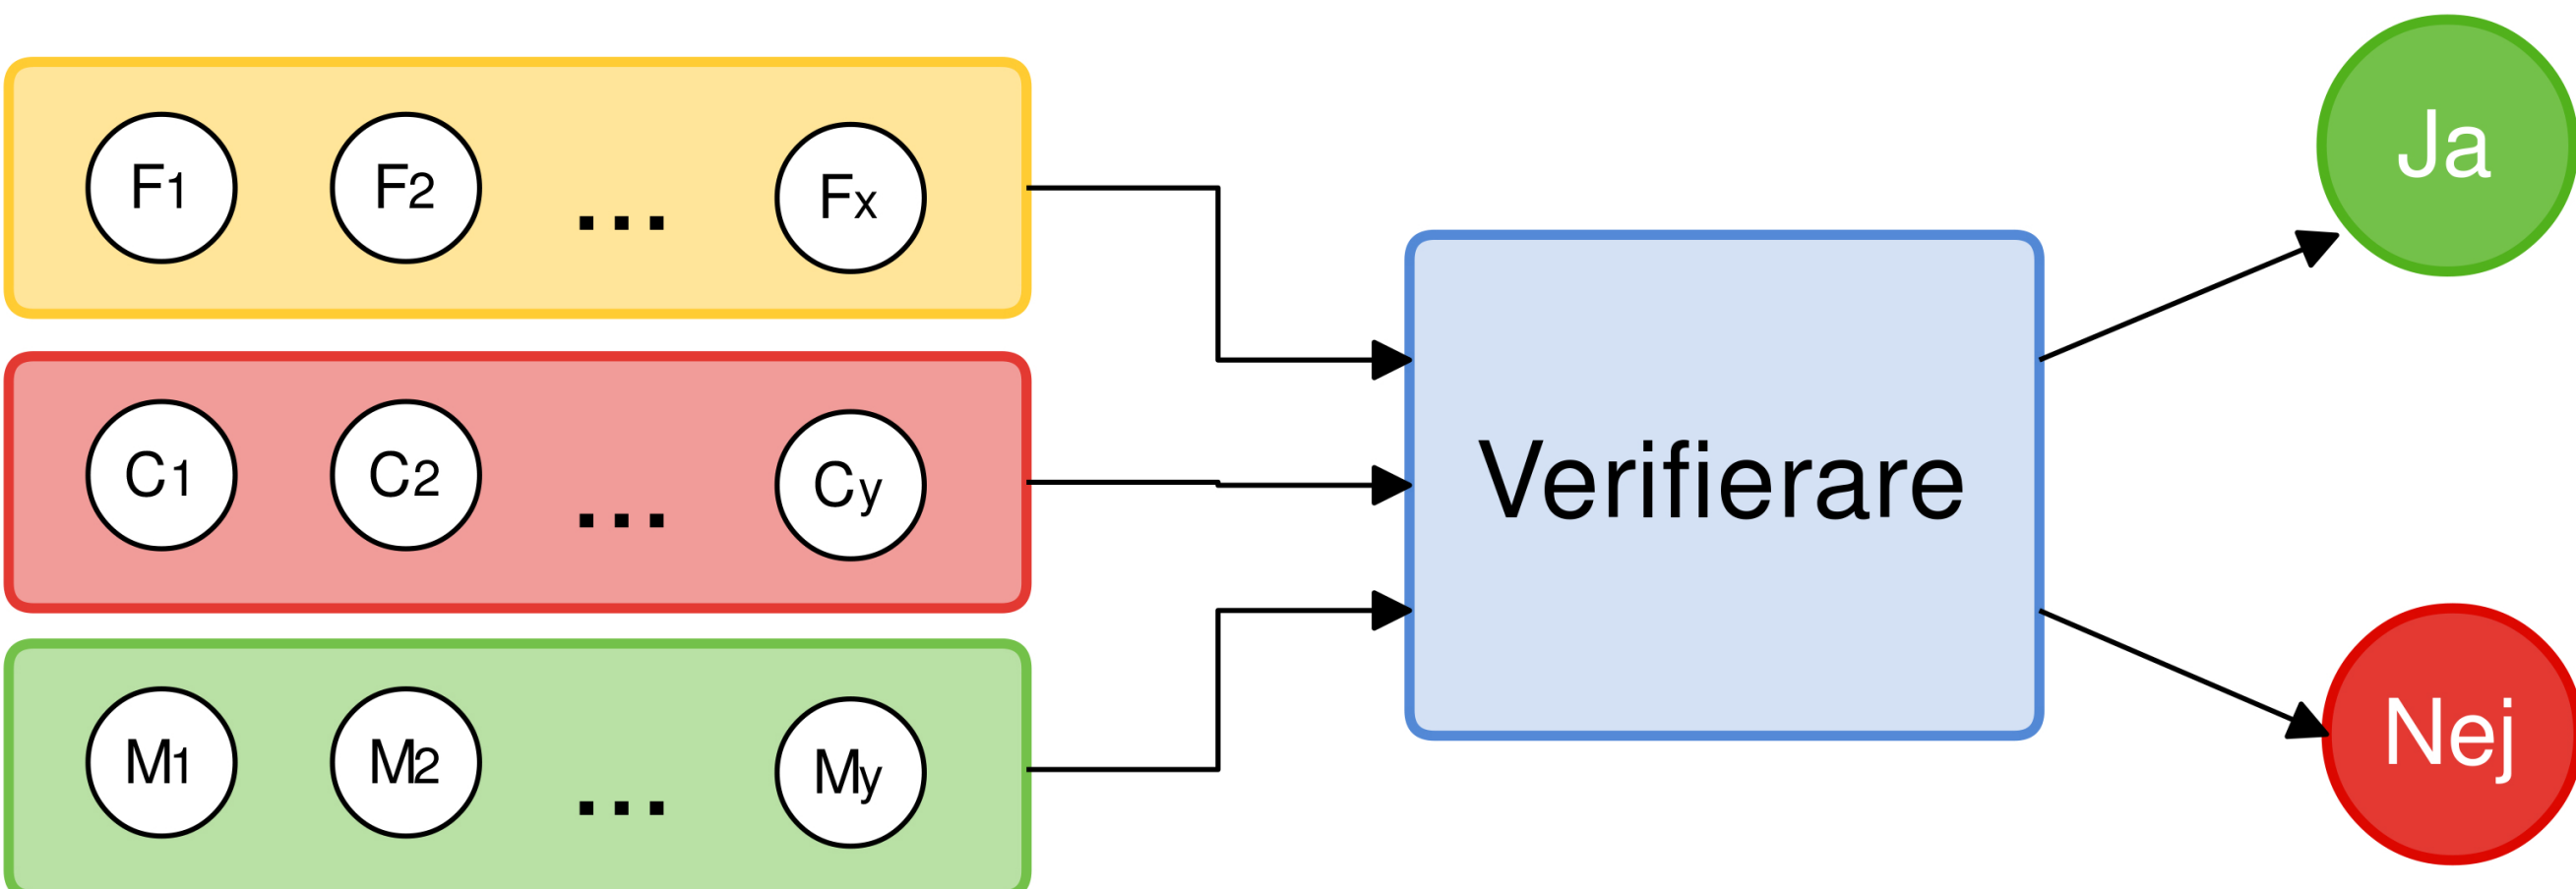 F1 F2 ... Fx
C1 C2 ... Cy
M1 M2 ... My
Verifierare
Ja
Nej